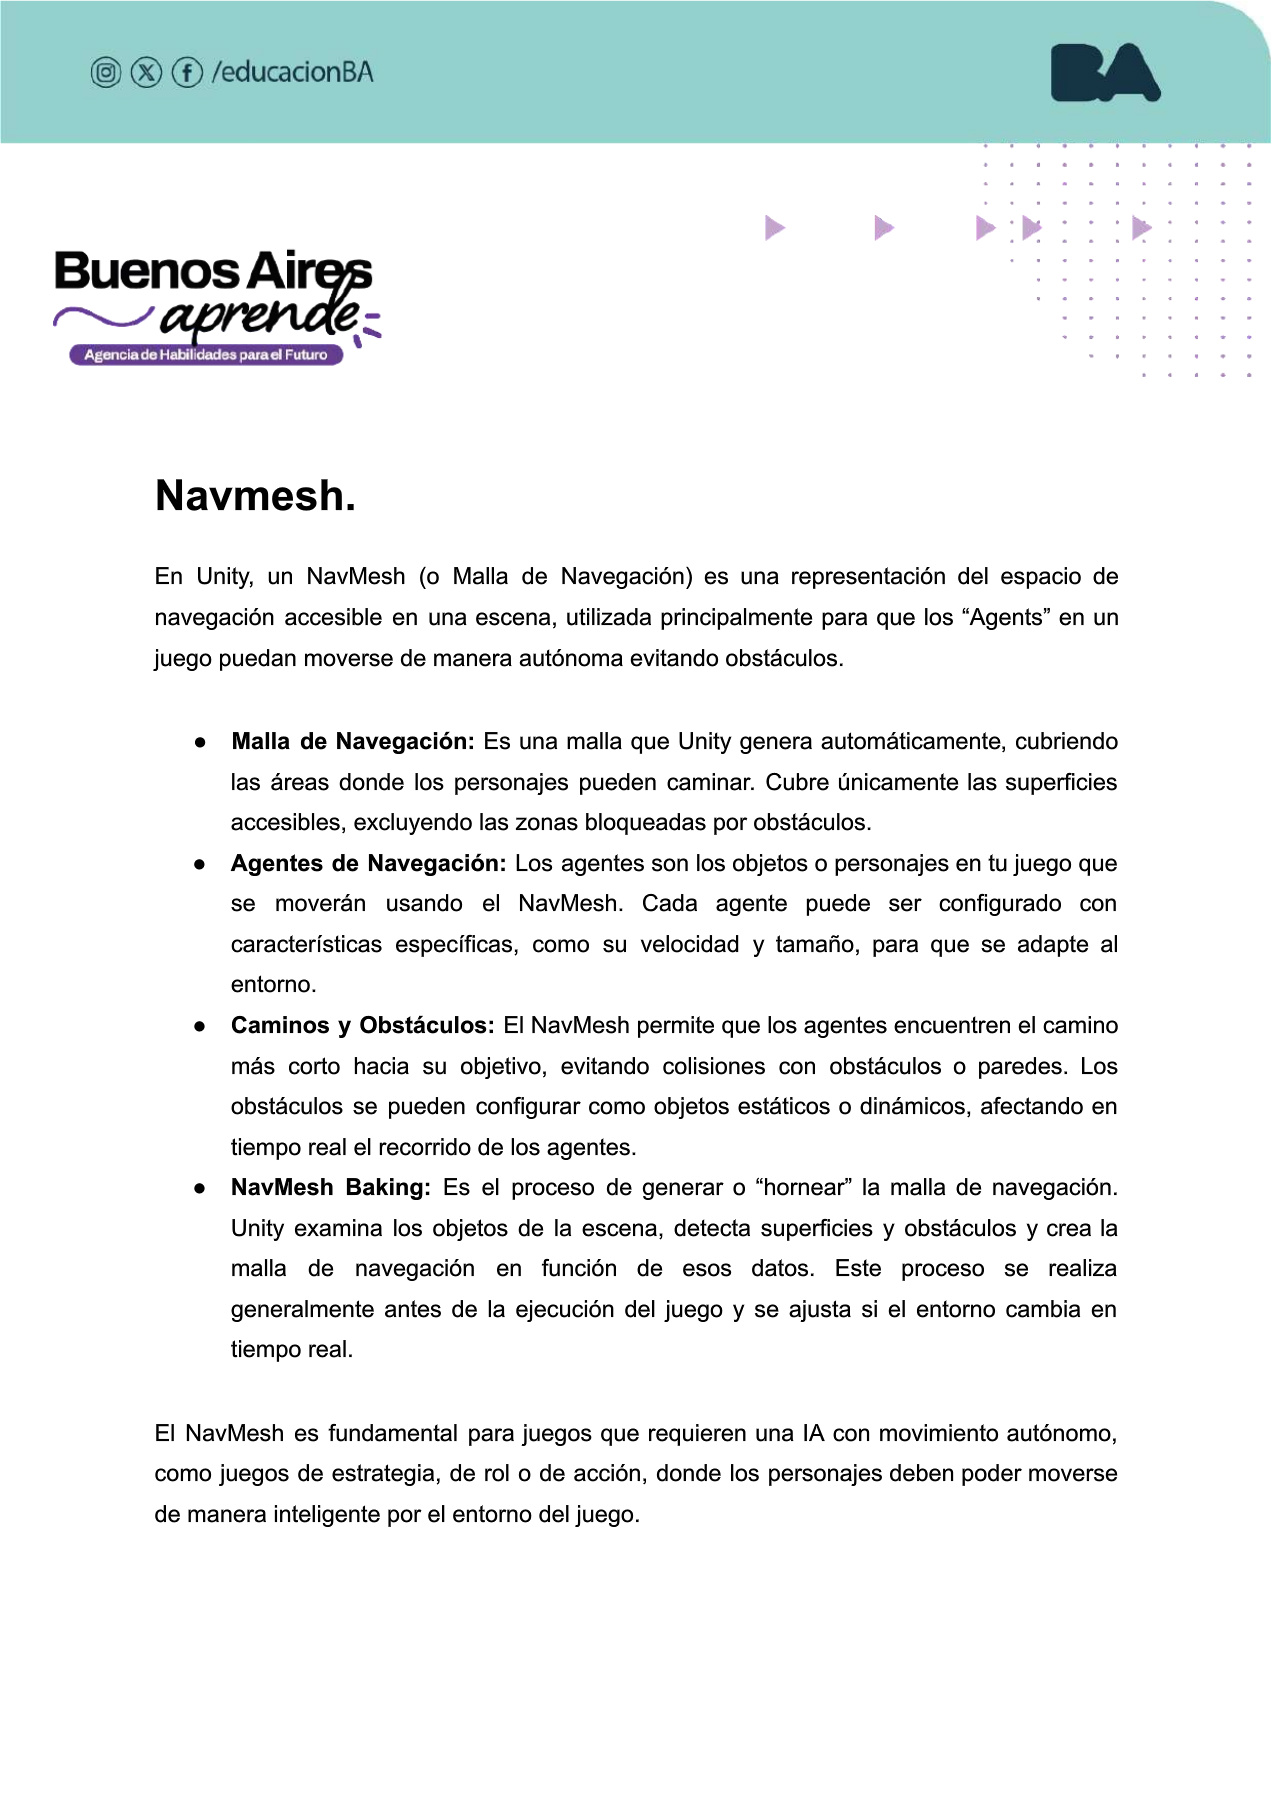 /educacionBA
BA
Buenos Aires
aprende
Agencia de Habilidades para el Futuro
Navmesh.
En Unity, un NavMesh (o Malla de Navegación) es una representación del espacio de
navegación accesible en una escena, utilizada principalmente para que los “Agents” en un
juego puedan moverse de manera autónoma evitando obstáculos.
● Malla de Navegación: Es una malla que Unity genera automáticamente, cubriendo
las áreas donde los personajes pueden caminar. Cubre únicamente las superficies
accesibles, excluyendo las zonas bloqueadas por obstáculos.
● Agentes de Navegación: Los agentes son los objetos o personajes en tu juego que
se moverán usando el NavMesh. Cada agente puede ser configurado con
características específicas, como su velocidad y tamaño, para que se adapte al
entorno.
● Caminos y Obstáculos: El NavMesh permite que los agentes encuentren el camino
más corto hacia su objetivo, evitando colisiones con obstáculos o paredes. Los
obstáculos se pueden configurar como objetos estáticos o dinámicos, afectando en
tiempo real el recorrido de los agentes.
● NavMesh Baking: Es el proceso de generar o “hornear” la malla de navegación.
Unity examina los objetos de la escena, detecta superficies y obstáculos y crea la
malla de navegación en función de esos datos. Este proceso se realiza
generalmente antes de la ejecución del juego y se ajusta si el entorno cambia en
tiempo real.
El NavMesh es fundamental para juegos que requieren una IA con movimiento autónomo,
como juegos de estrategia, de rol o de acción, donde los personajes deben poder moverse
de manera inteligente por el entorno del juego.